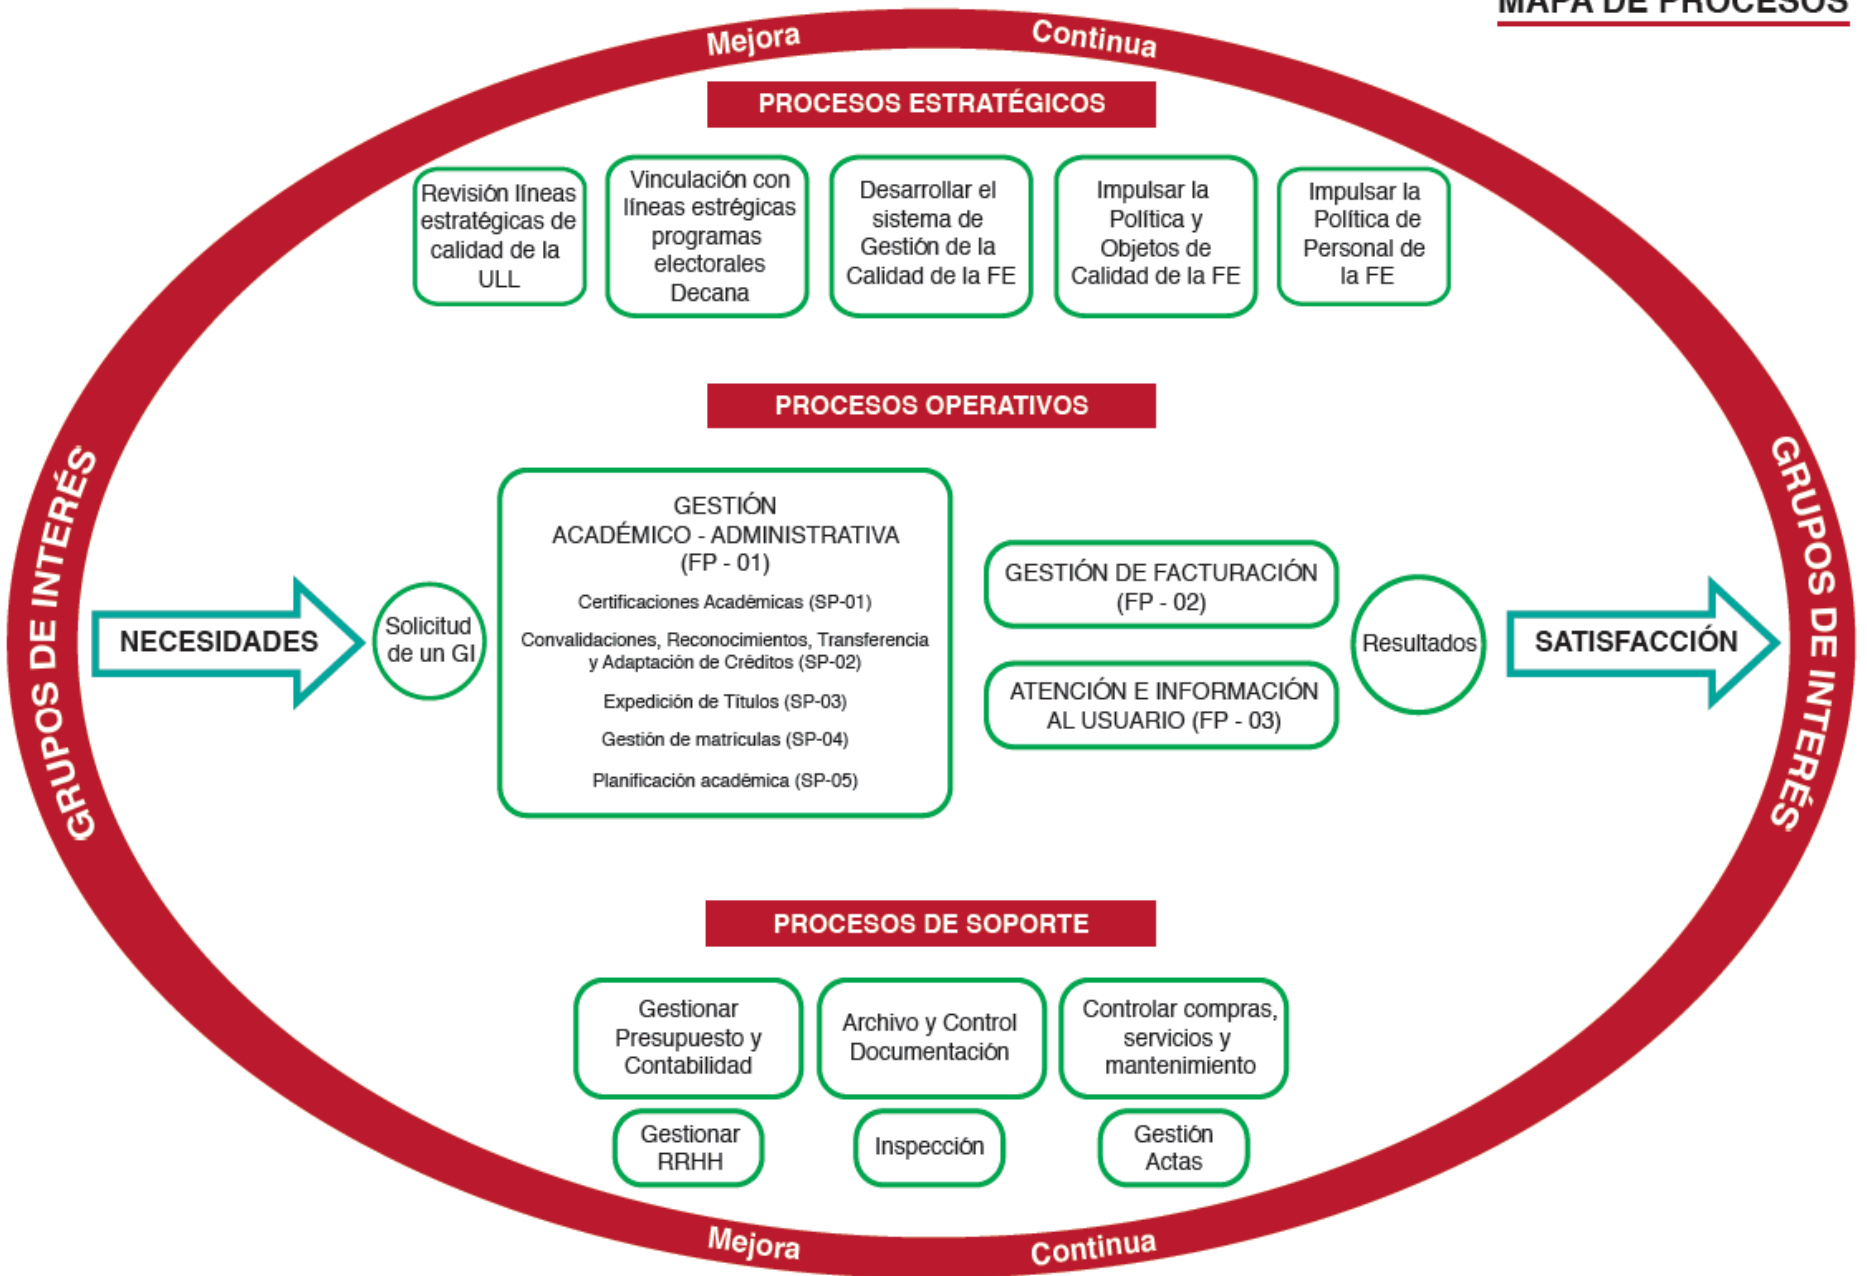 MAPA DE PROCESOS
Mejora Continua
PROCESOS ESTRATÉGICOS
Revisión líneas
estratégicas de
calidad de la
ULL
Vinculación con
líneas estrégicas
programas
electorales
Decana
Desarrollar el
sistema de
Gestión de la
Calidad de la FE
Impulsar la
Política y
Objetos de
Calidad de la FE
Impulsar la
Política de
Personal de
la FE
PROCESOS OPERATIVOS
GRUPOS DE INTERÉS
NECESIDADES
Solicitud
de un GI
GESTIÓN
ACADÉMICO - ADMINISTRATIVA
(FP - 01)
Certificaciones Académicas (SP-01)
Convalidaciones, Reconocimientos, Transferencia
y Adaptación de Créditos (SP-02)
Expedición de Títulos (SP-03)
Gestión de matrículas (SP-04)
Planificación académica (SP-05)
GESTIÓN DE FACTURACIÓN
(FP - 02)
ATENCIÓN E INFORMACIÓN
AL USUARIO (FP - 03)
Resultados
SATISFACCIÓN
GRUPOS DE INTERÉS
PROCESOS DE SOPORTE
Gestionar
Presupuesto y
Contabilidad
Archivo y Control
Documentación
Controlar compras,
servicios y
mantenimiento
Gestionar
RRHH
Inspección
Gestión
Actas
Mejora Continua